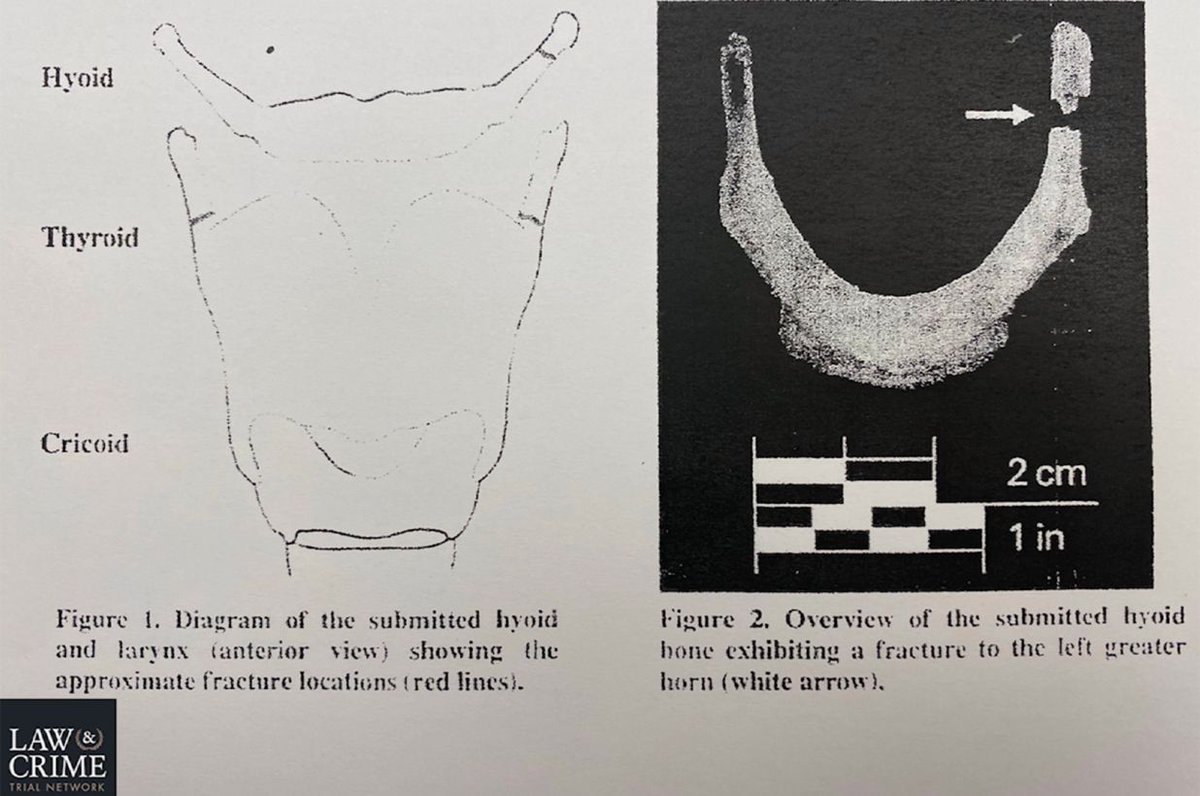 Hyoid
Thyroid
Cricoid
2 cm
1 in
Figure 1. Diagram of the submitted hyoid
and larynx (anterior view) showing the
approximate fracture locations (red lines).
Figure 2. Overview of the submitted hyoid
bone exhibiting a fracture to the left greater
horn (white arrow).
LAW &
CRIME
TRIAL NETWORK